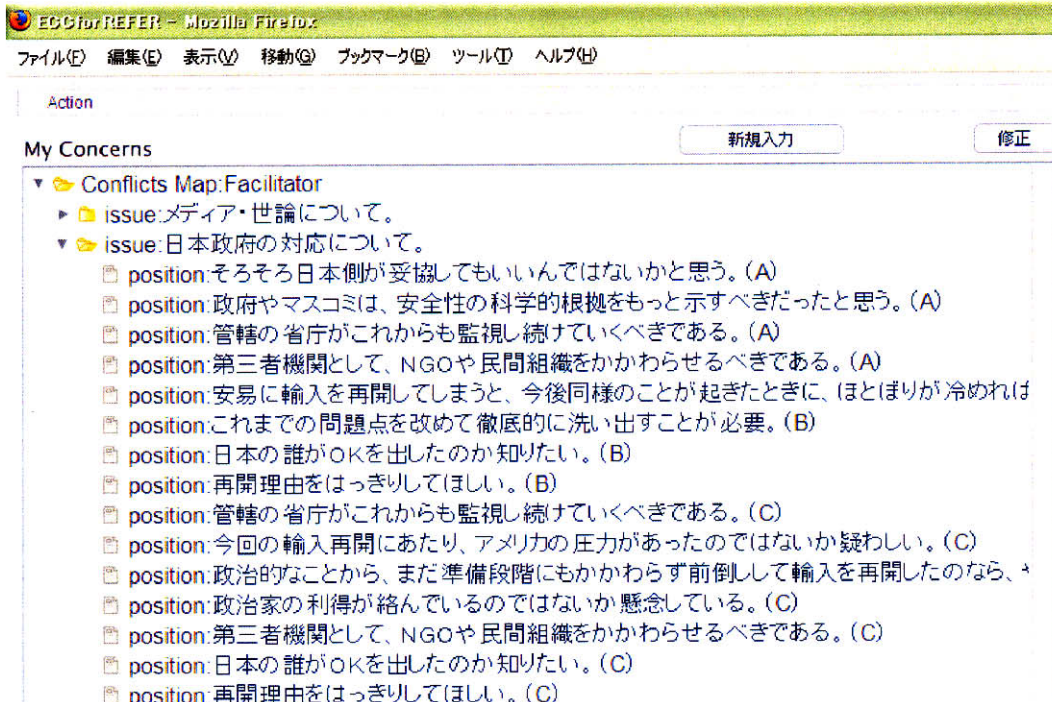 ECGforREFER - Mozilla Firefox
ファイル(F) 編集(E) 表示(V) 移動(G) ブックマーク(B) ツール(T) ヘルプ(H)
Action
My Concerns 新規入力 修正
Conflicts Map:Facilitator
issue:メディア・世論について。
issue:日本政府の対応について。
position:そろそろ日本側が妥協してもいいんではないかと思う。(A)
position:政府やマスコミは、安全性の科学的根拠をもっと示すべきだったと思う。(A)
position:管轄の省庁がこれからも監視し続けていくべきである。(A)
position:第三者機関として、NGOや民間組織をかかわらせるべきである。(A)
position:安易に輸入を再開してしまうと、今後同様のことが起きたときに、ほとぼりが冷めれば
position:これまでの問題点を改めて徹底的に洗い出すことが必要。(B)
position:日本の誰がOKを出したのか知りたい。(B)
position:再開理由をはっきりしてほしい。(B)
position:管轄の省庁がこれからも監視し続けていくべきである。(C)
position:今回の輸入再開にあたり、アメリカの圧力があったのではないか疑わしい。(C)
position:政治的なことから、まだ準備段階にもかかわらず前倒しして輸入を再開したのなら、
position:政治家の利得が絡んでいるのではないか懸念している。(C)
position:第三者機関として、NGOや民間組織をかかわらせるべきである。(C)
position:日本の誰がOKを出したのか知りたい。(C)
position:再開理由をはっきりしてほしい。(C)